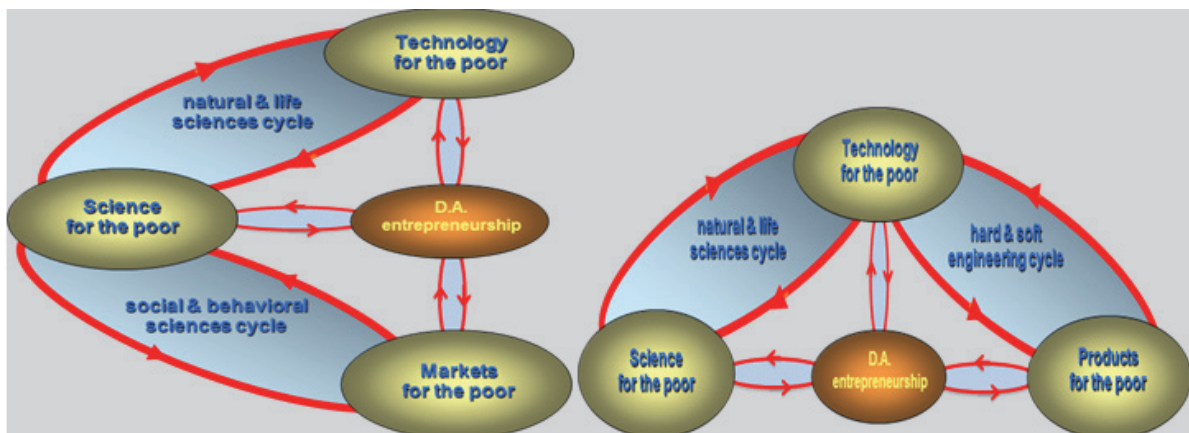 Technology
for the poor
natural & life
sciences cycle
Science
for the poor
D.A.
entrepreneurship
social & behavioral
sciences cycle
Markets
for the poor
Technology
for the poor
natural & life
sciences cycle
hard & soft
engineering cycle
Science
for the poor
D.A.
entrepreneurship
Products
for the poor